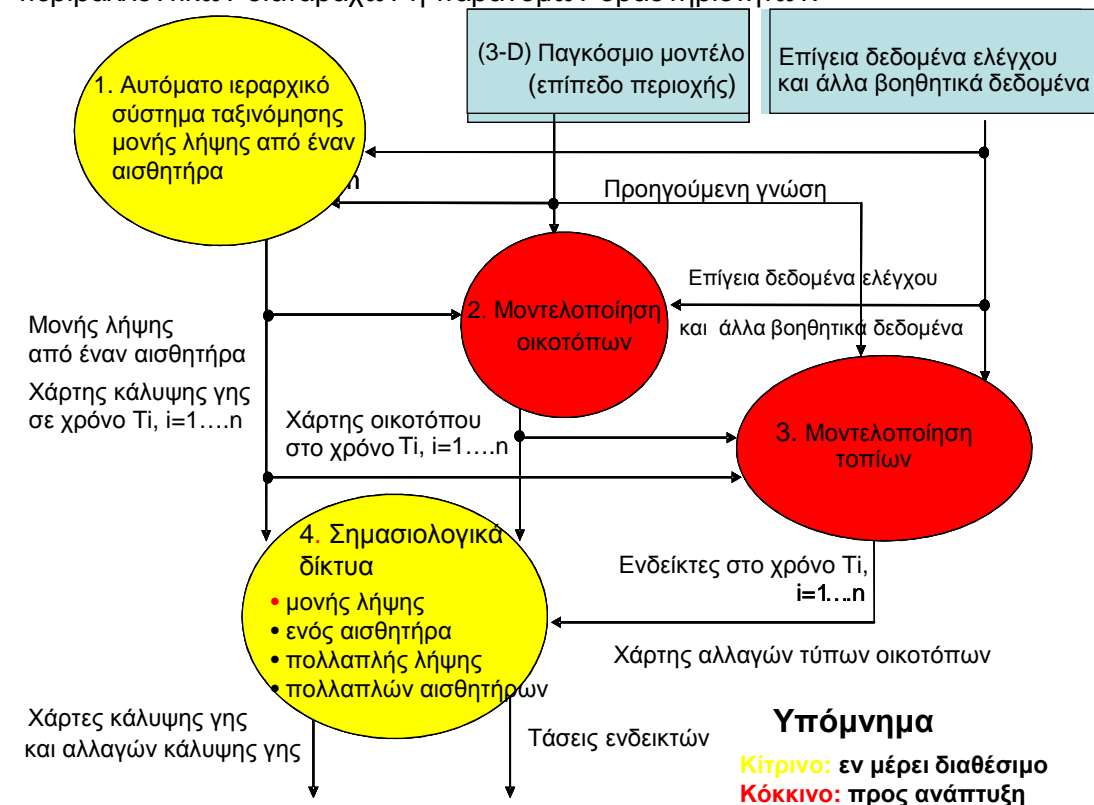 (3-D) Παγκόσμιο μοντέλο
(επίπεδο περιοχής)
Επίγεια δεδομένα ελέγχου
και άλλα βοηθητικά δεδομένα
1. Αυτόματο ιεραρχικό
σύστημα ταξινόμησης
μονής λήψης από έναν
αισθητήρα
Προηγούμενη γνώση
Επίγεια δεδομένα ελέγχου
και άλλα βοηθητικά δεδομένα
2. Μοντελοποίηση
οικοτόπων
Μονής λήψης
από έναν αισθητήρα
Χάρτης κάλυψης γης
σε χρόνο Ti, i=1….n
Χάρτης οικοτόπου
στο χρόνο Ti, i=1….n
3. Μοντελοποίηση
τοπίων
4. Σημασιολογικά
δίκτυα
• μονής λήψης
• ενός αισθητήρα
• πολλαπλής λήψης
• πολλαπλών αισθητήρων
Ενδείκτες στο χρόνο Ti,
i=1….n
Χάρτης αλλαγών τύπων οικοτόπων
Χάρτες κάλυψης γης
και αλλαγών κάλυψης γης
Τάσεις ενδεικτών
Υπόμνημα
Κίτρινο: εν μέρει διαθέσιμο
Κόκκινο: προς ανάπτυξη